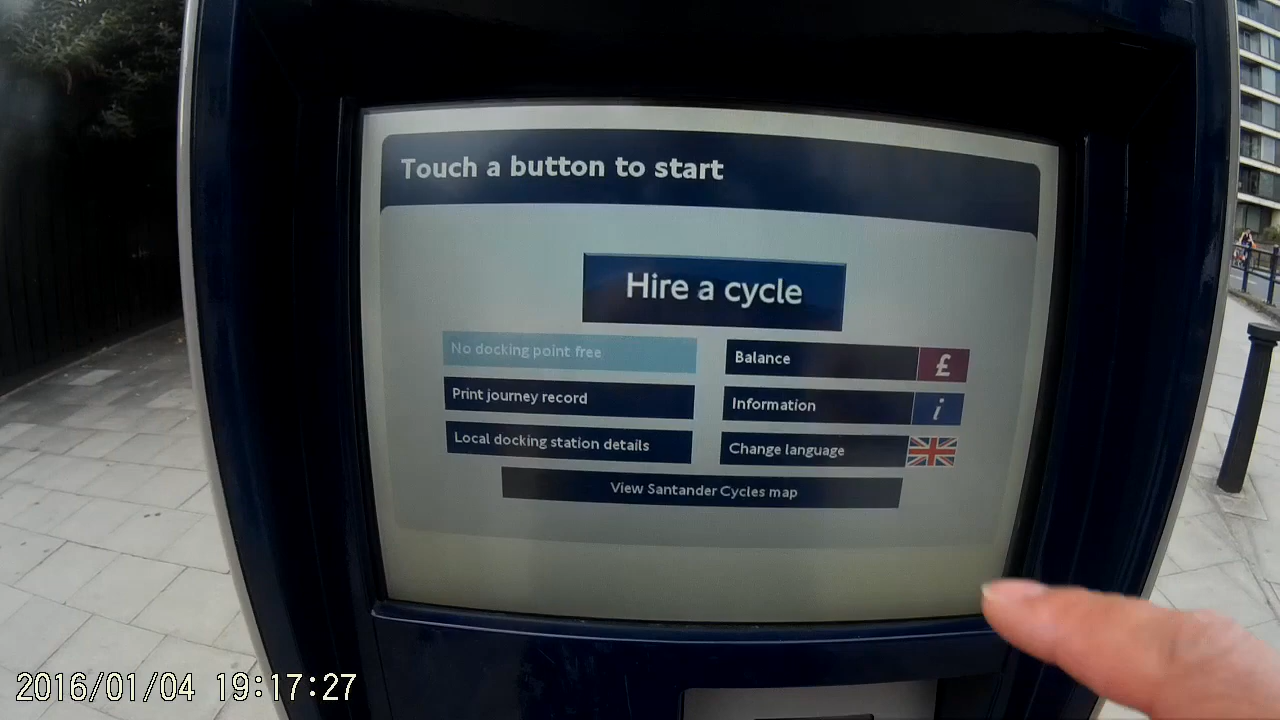 Touch a button to start
Hire a cycle
No docking point free
Balance £
Print journey record
Information i
Local docking station details
Change language
View Santander Cycles map
2016/01/04 19:17:27